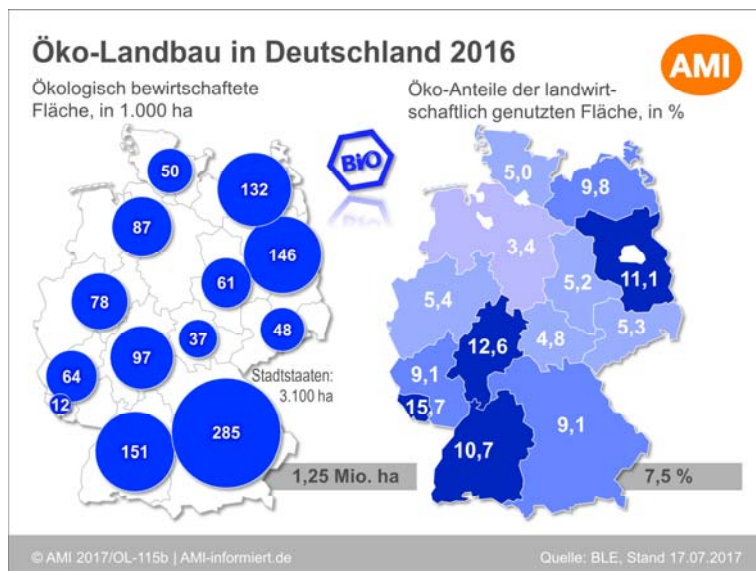 Öko-Landbau in Deutschland 2016
AMI
Ökologisch bewirtschaftete
Fläche, in 1.000 ha
Öko-Anteile der landwirt-
schaftlich genutzten Fläche, in %
BiO
50
132
87
146
61
78
37
48
97
64
12
Stadtstaaten:
3.100 ha
285
151
1,25 Mio. ha
5,0
9,8
3,4
11,1
5,2
5,4
5,3
4,8
12,6
9,1
15,7
9,1
10,7
7,5 %
© AMI 2017/OL-115b | AMI-informiert.de
Quelle: BLE, Stand 17.07.2017